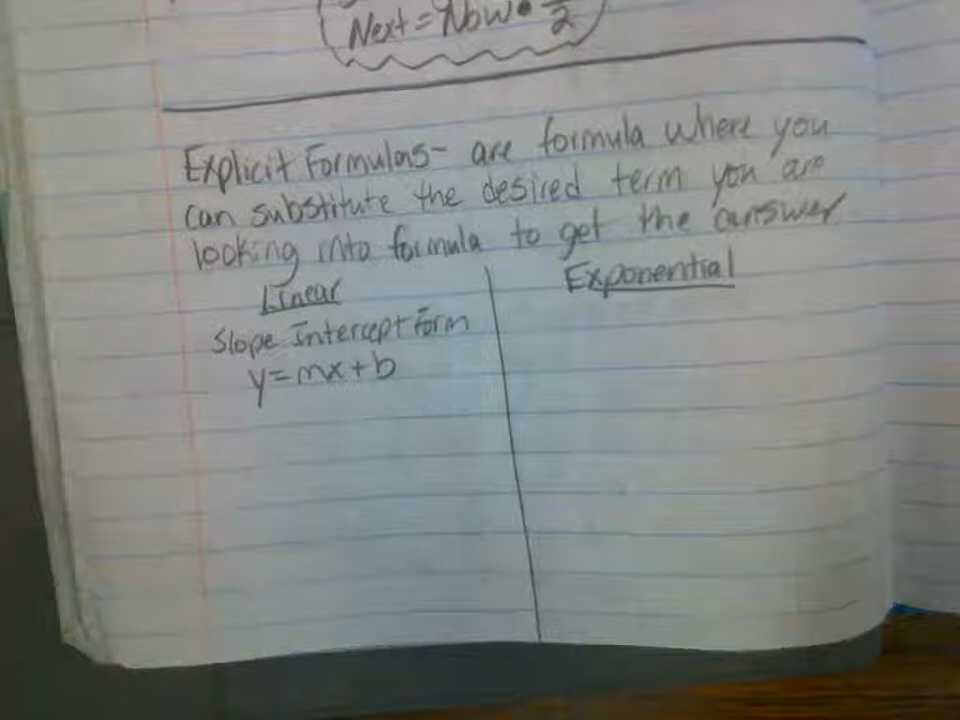 Next = Now • 1/2
Explicit Formulas- are formula where you
can substitute the desired term you are
looking into formula to get the answer
Linear
Slope Intercept Form
y=mx+b
Exponential